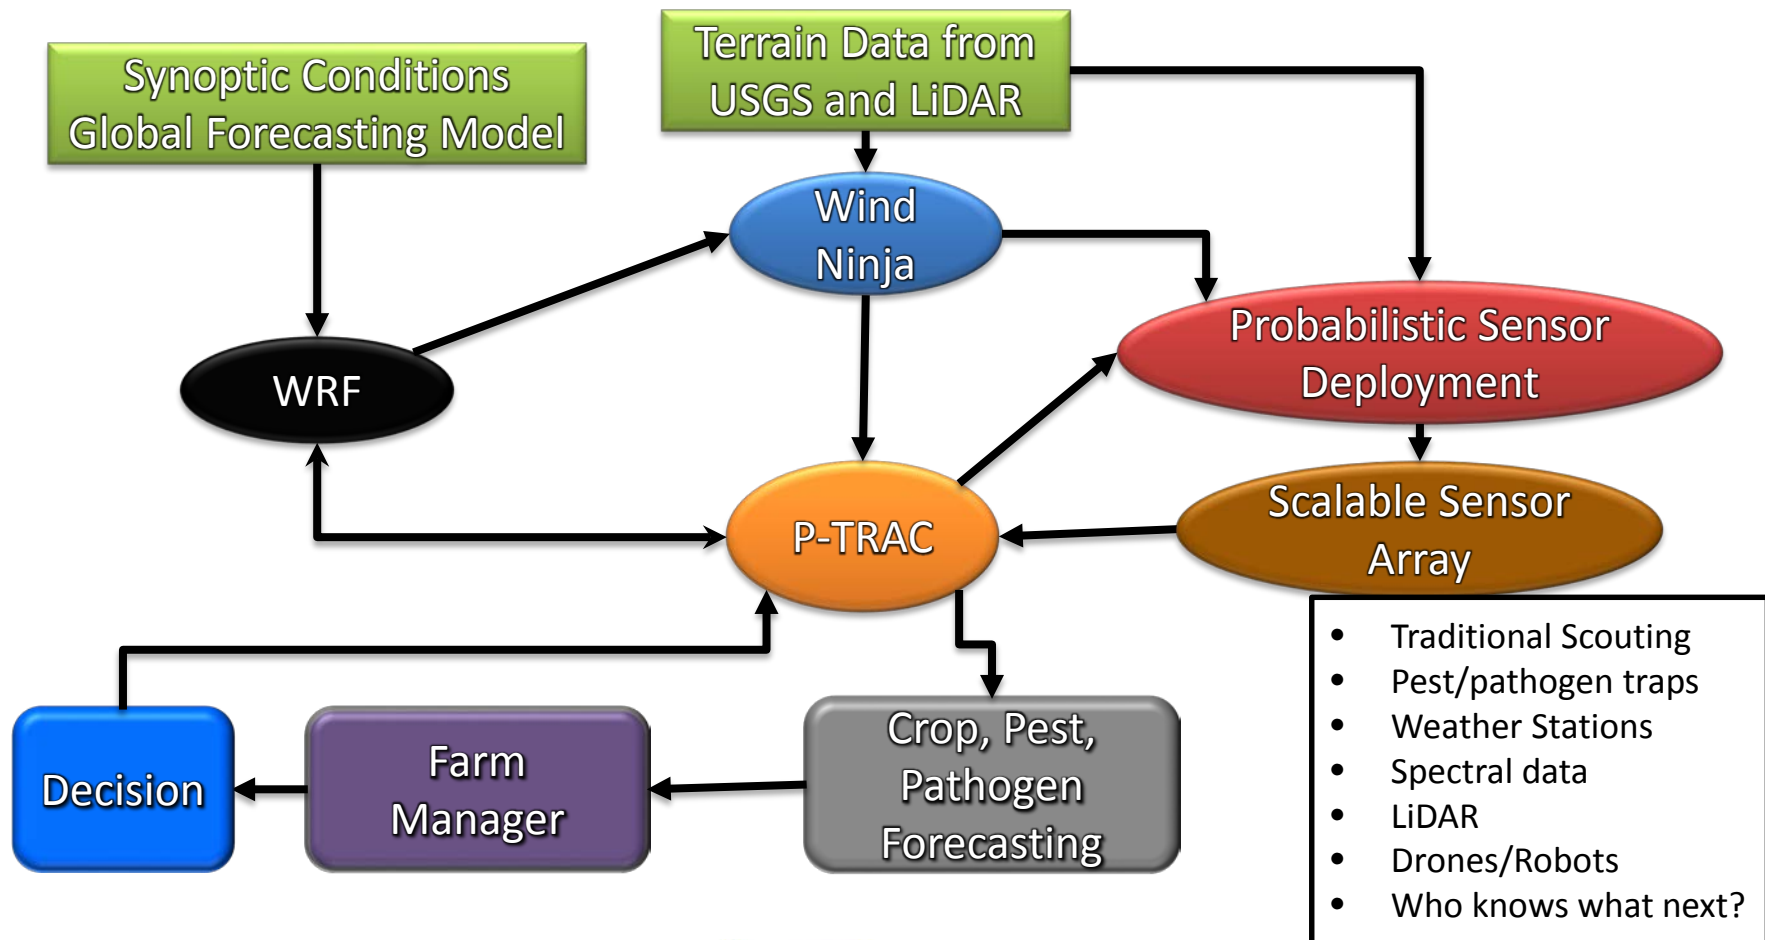 Synoptic Conditions
Global Forecasting Model
Terrain Data from
USGS and LiDAR
Wind
Ninja
WRF
Probabilistic Sensor
Deployment
P-TRAC
Scalable Sensor
Array
• Traditional Scouting
• Pest/pathogen traps
• Weather Stations
• Spectral data
• LiDAR
• Drones/Robots
• Who knows what next?
Decision
Farm
Manager
Crop, Pest,
Pathogen
Forecasting